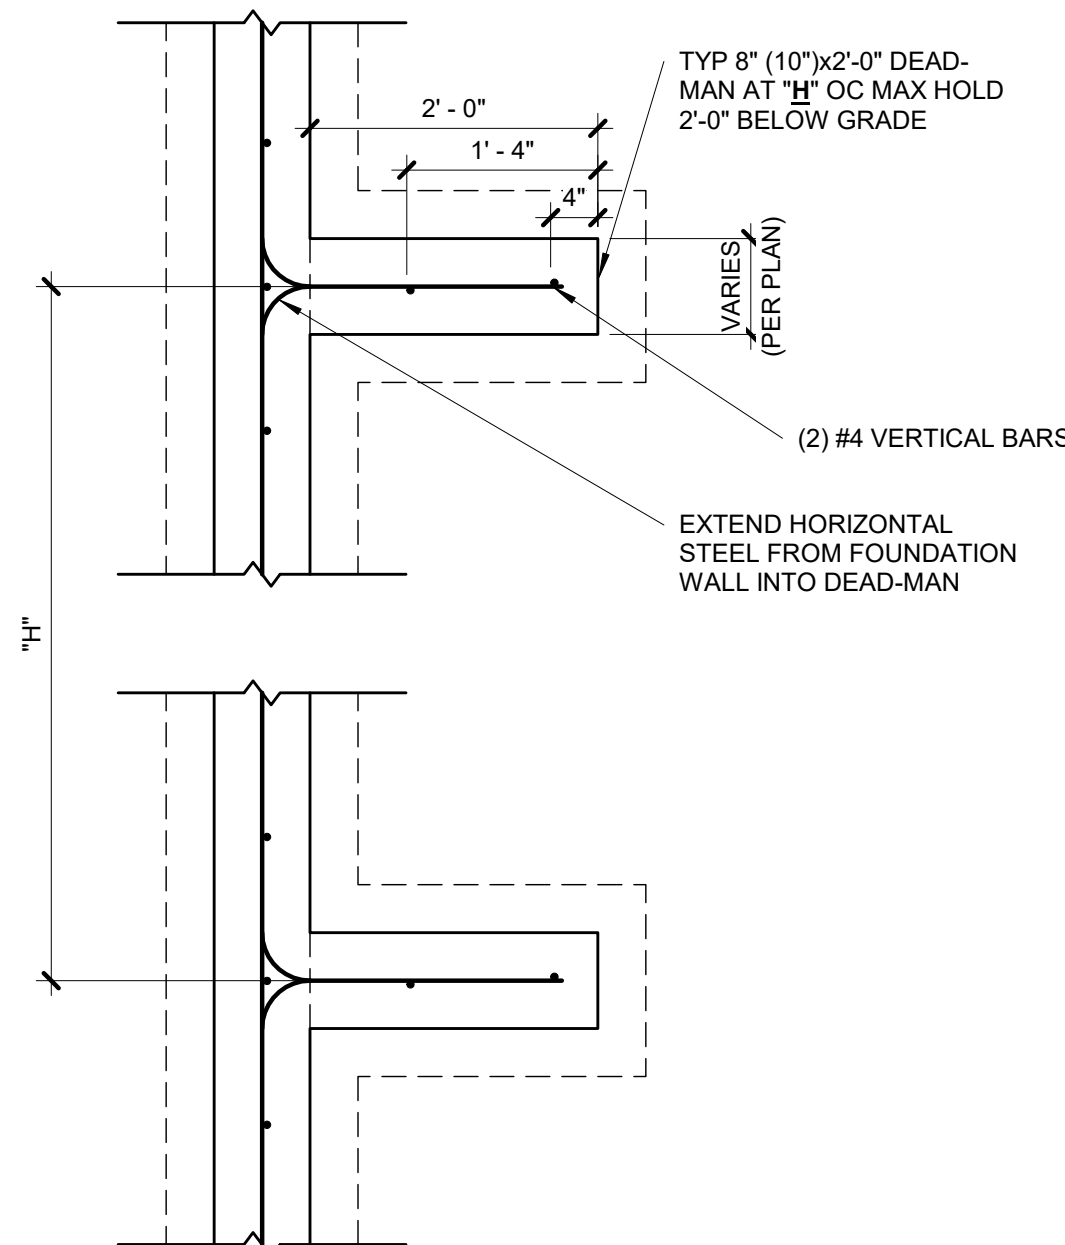 TYP 8" (10")x2'-0" DEAD-
MAN AT "H" OC MAX HOLD
2'-0" BELOW GRADE
2' - 0"
1' - 4"
4"
VARIES
(PER PLAN)
(2) #4 VERTICAL BARS
EXTEND HORIZONTAL
STEEL FROM FOUNDATION
WALL INTO DEAD-MAN
"H"